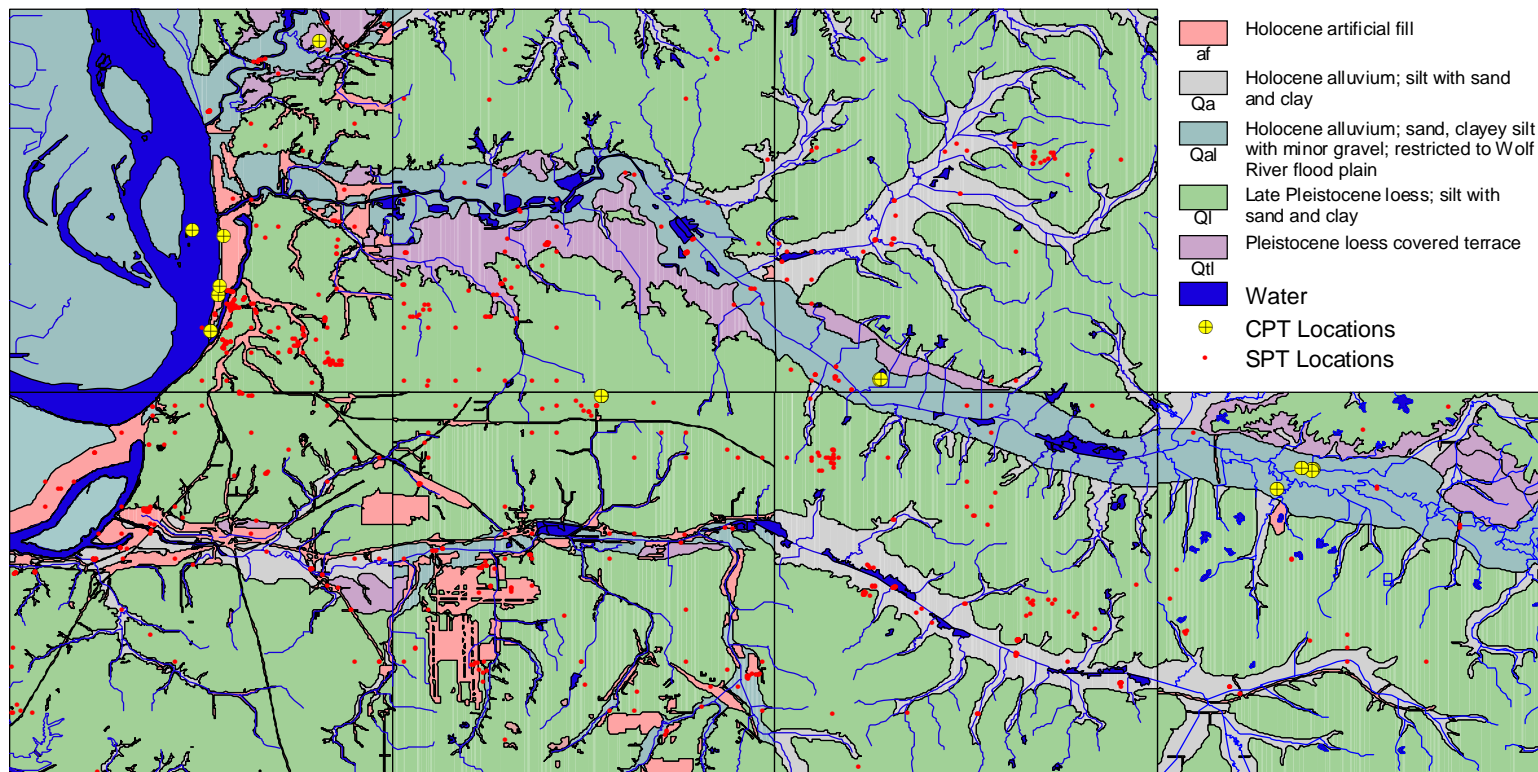 Holocene artificial fill
af
Holocene alluvium; silt with sand
and clay
Qa
Holocene alluvium; sand, clayey silt
with minor gravel; restricted to Wolf
River flood plain
Qal
Late Pleistocene loess; silt with
sand and clay
Ql
Pleistocene loess covered terrace
Qtl
Water
CPT Locations
SPT Locations